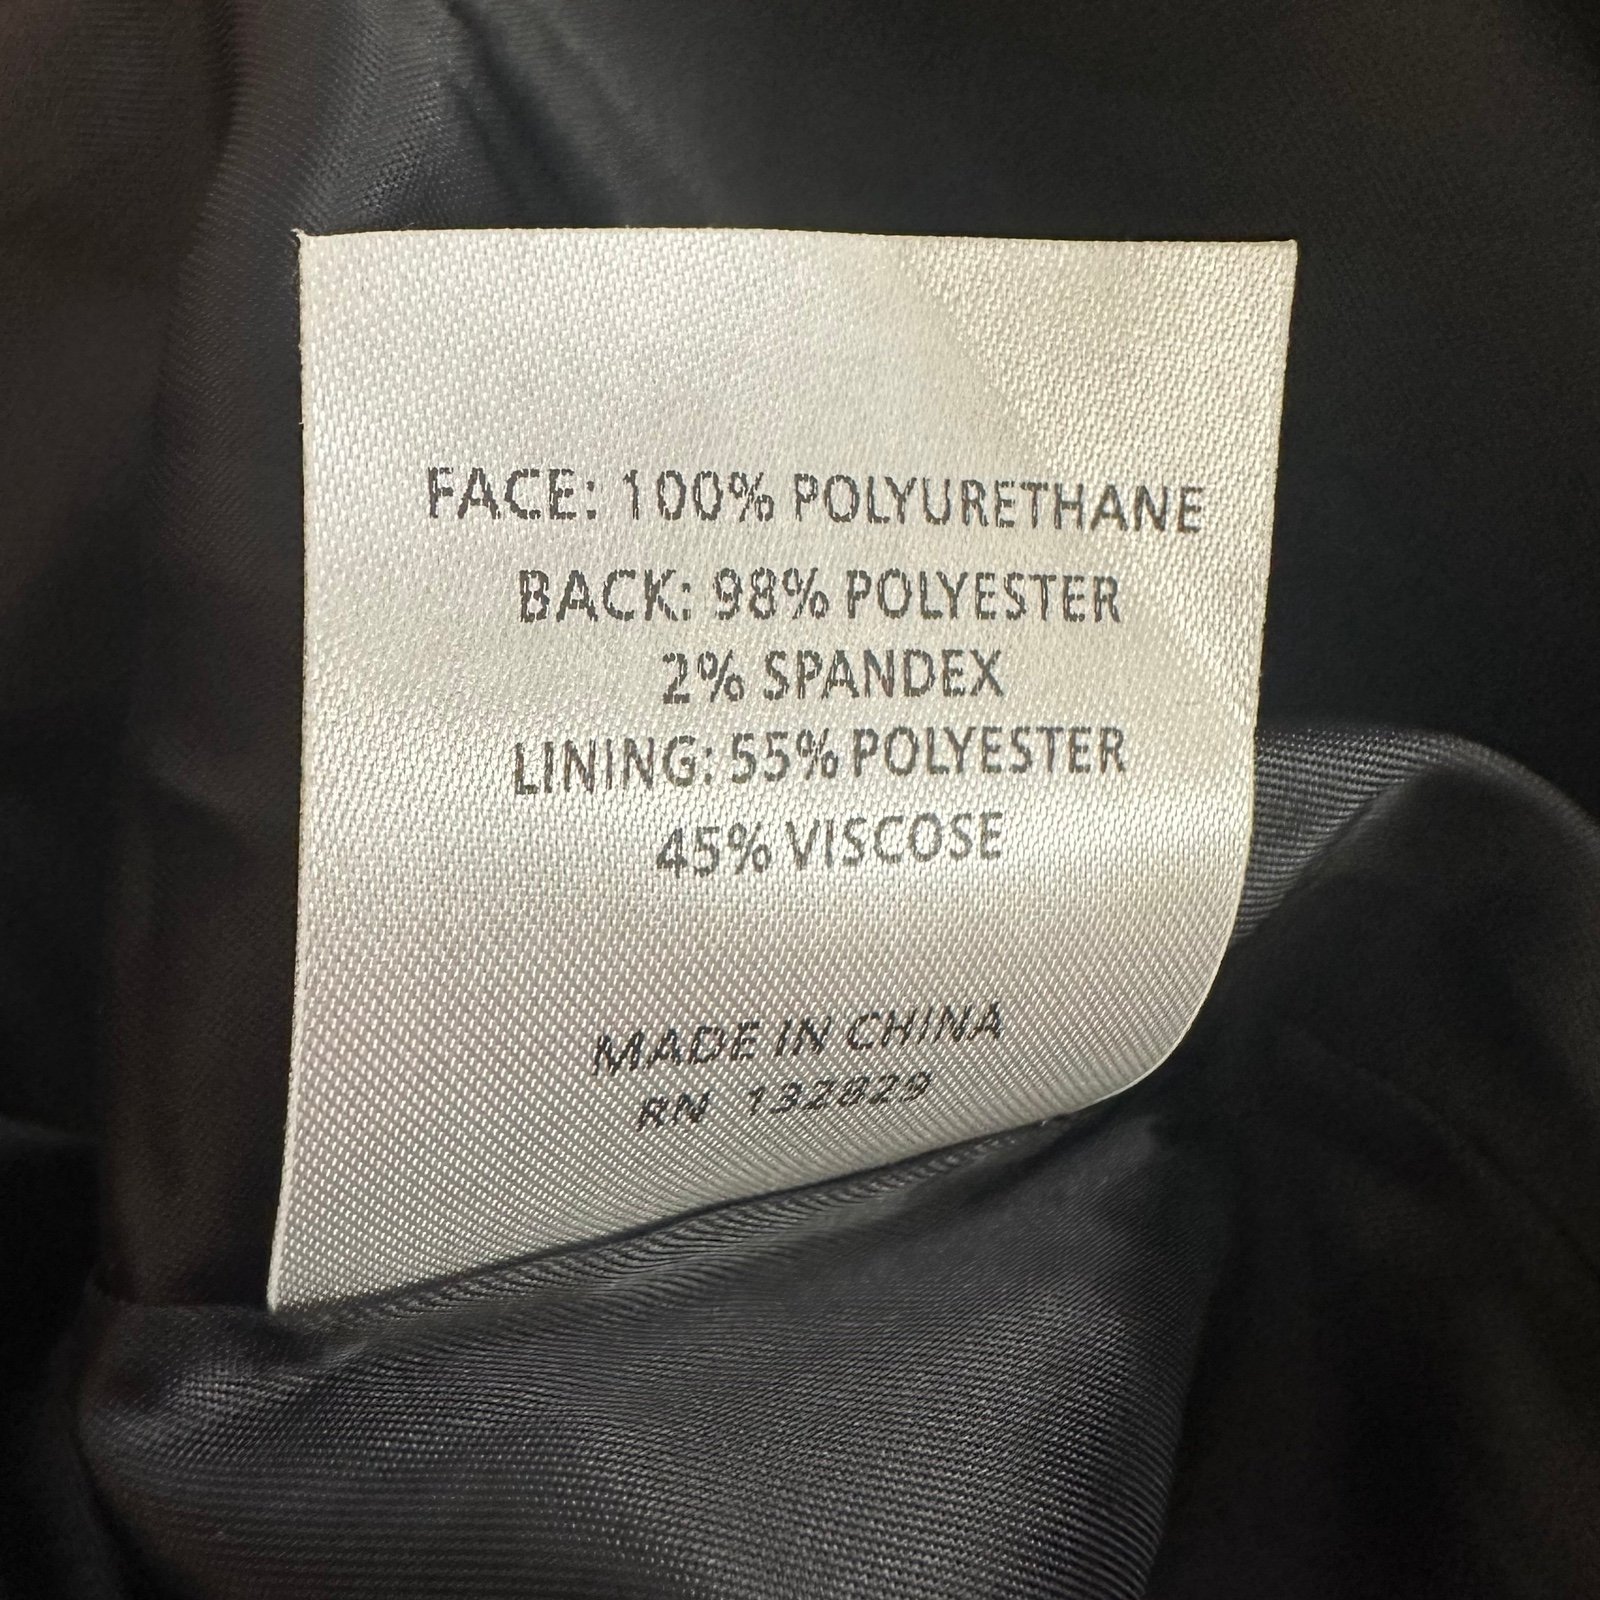 FACE: 100% POLYURETHANE
BACK: 98% POLYESTER
2% SPANDEX
LINING: 55% POLYESTER
45% VISCOSE
MADE IN CHINA
RN 132829